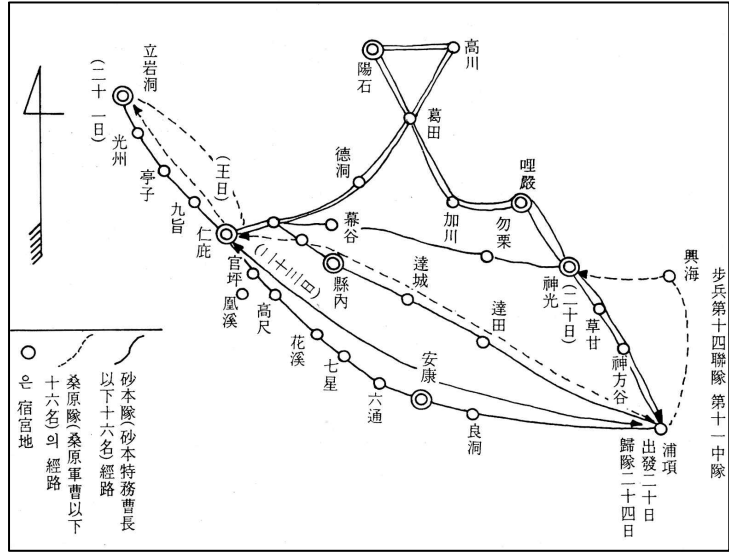 立岩洞
(二十一日)
光州
亭子
九旨
仁庇
(王日)
陽石
高川
葛田
德洞
加川
勿栗
哩嚴
幕谷
神光
(二十日)
興海
草甘
神方谷
縣內
達城
達田
(二十三日)
官坪
凰溪
高尺
花溪
七星
六通
安康
良洞
浦項
出發二十日
歸隊二十四日
步兵第十四聯隊 第十一中隊
砂本隊(砂本特務曹長
以下十六名) 經路
桑原隊(桑原軍曹以下
十六名)의 經路
은 宿宮地